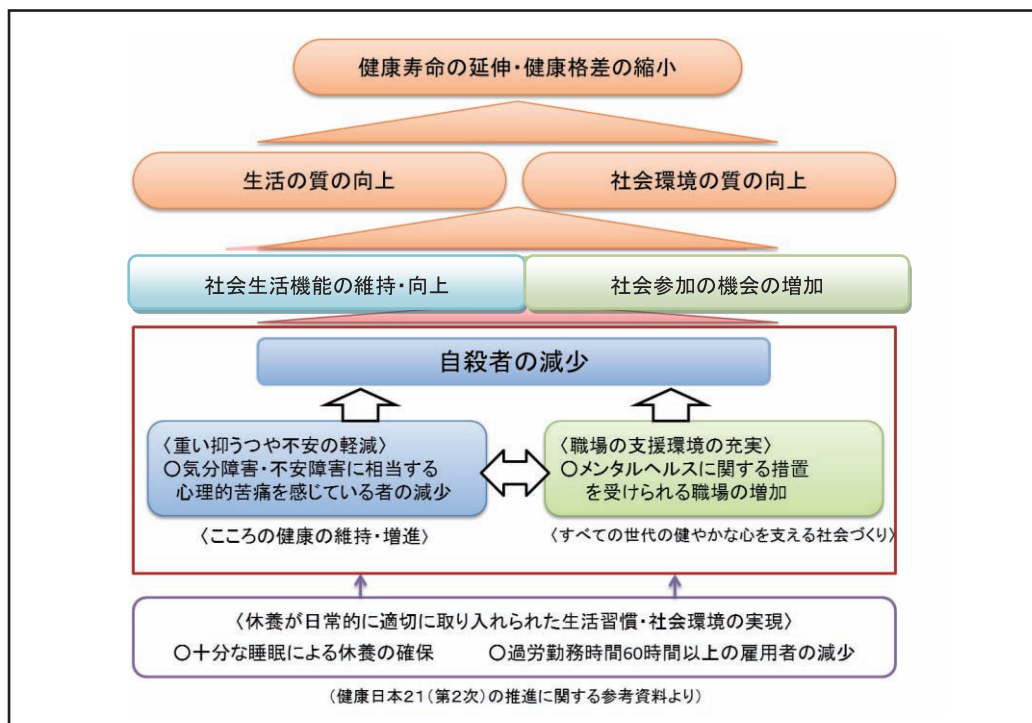 健康寿命の延伸・健康格差の縮小
生活の質の向上
社会環境の質の向上
社会生活機能の維持・向上
社会参加の機会の増加
自殺者の減少
〈重い抑うつや不安の軽減〉
○気分障害・不安障害に相当する
心理的苦痛を感じている者の減少
〈職場の支援環境の充実〉
○メンタルヘルスに関する措置
を受けられる職場の増加
〈こころの健康の維持・増進〉
〈すべての世代の健やかな心を支える社会づくり〉
〈休養が日常的に適切に取り入れられた生活習慣・社会環境の実現〉
○十分な睡眠による休養の確保
○過労勤務時間60時間以上の雇用者の減少
（健康日本２１（第２次）の推進に関する参考資料より）